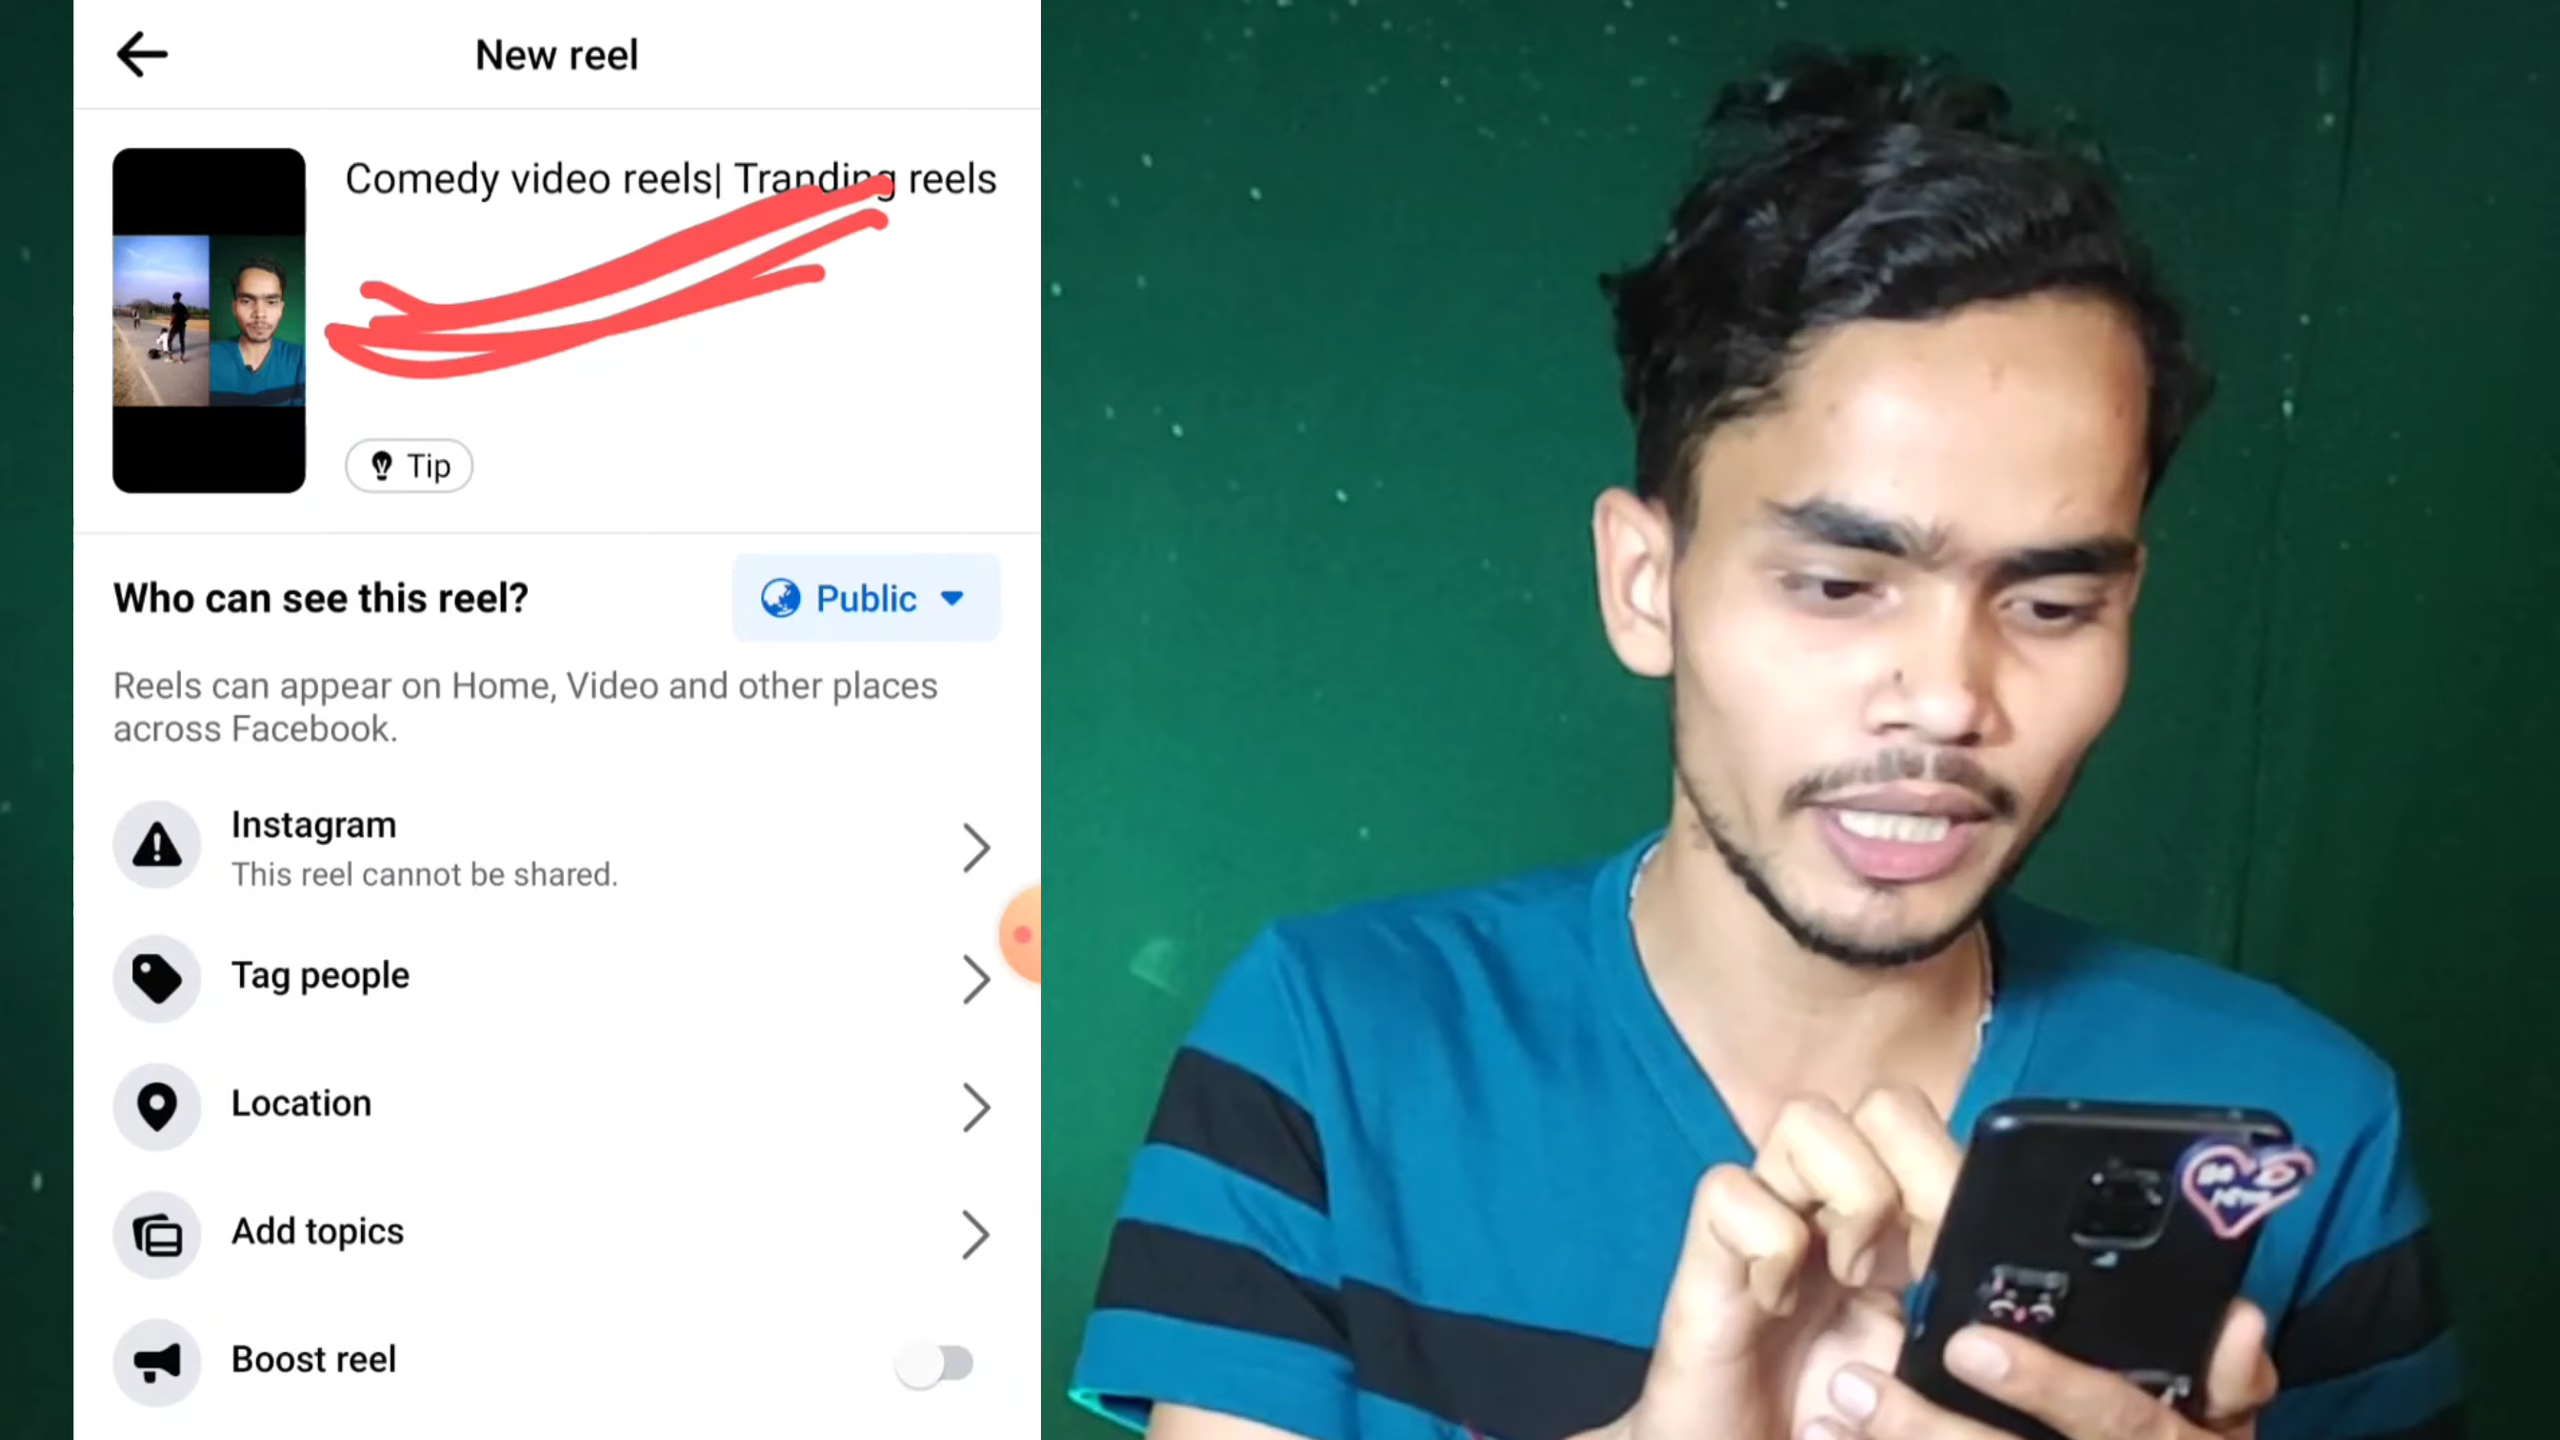 New reel
Comedy video reels| Tranding reels
Tip
Who can see this reel?
Public
Reels can appear on Home, Video and other places
across Facebook.
Instagram
This reel cannot be shared.
Tag people
Location
Add topics
Boost reel